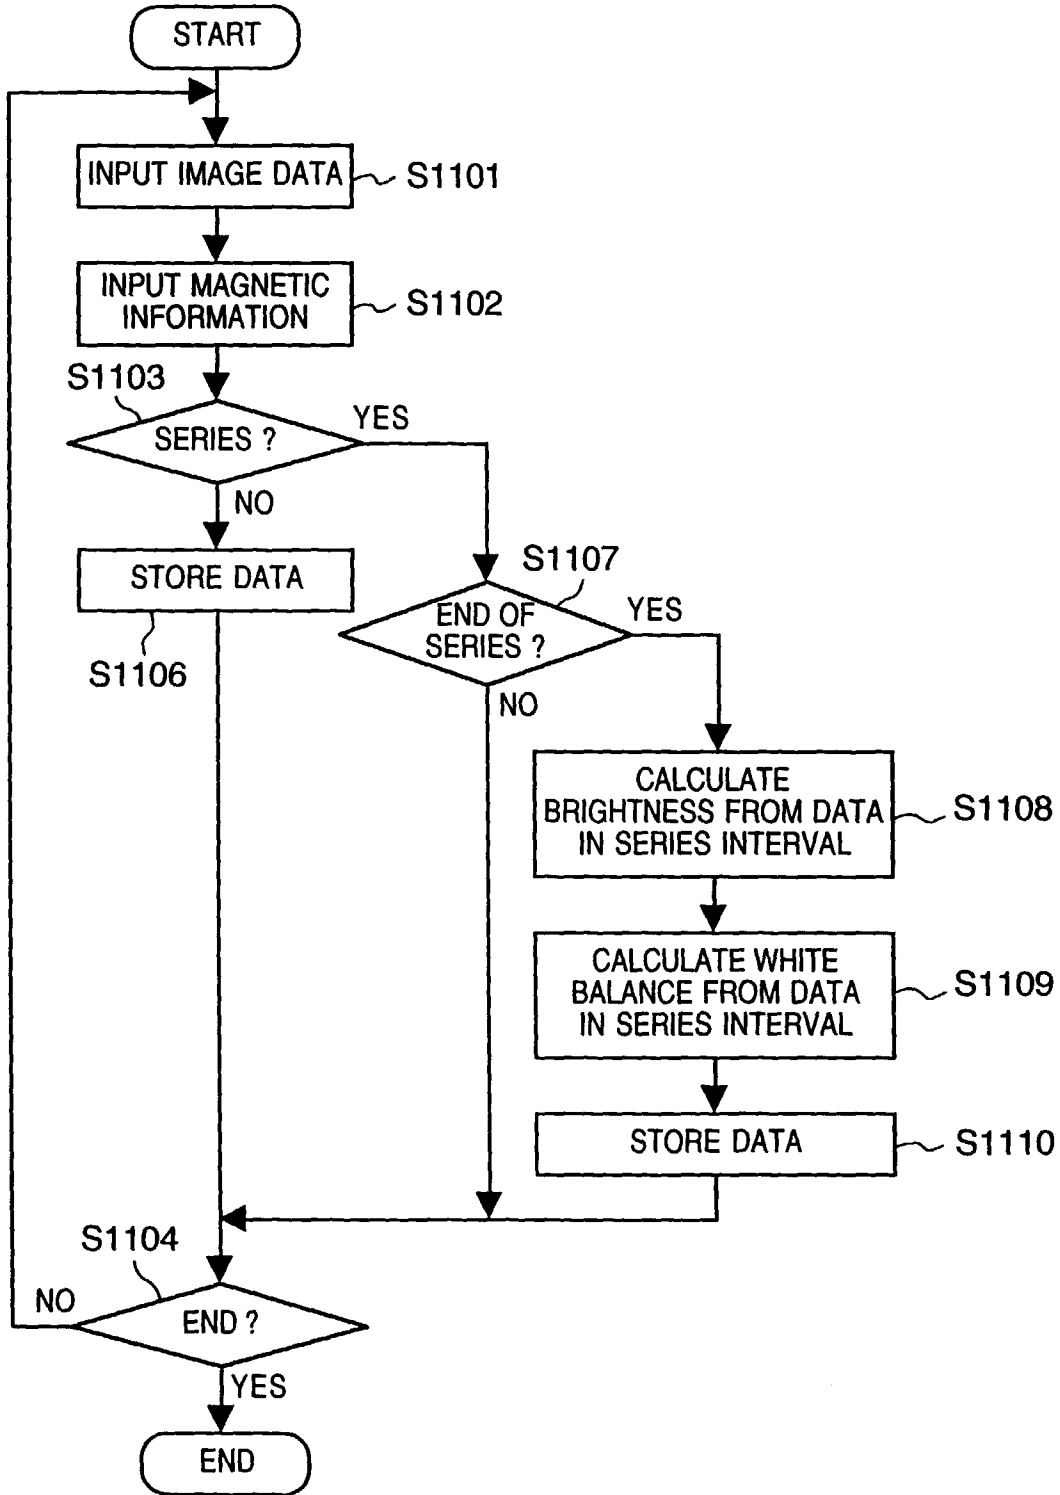 START
INPUT IMAGE DATA
S1101
INPUT MAGNETIC
INFORMATION
S1102
S1103
SERIES ?
YES
NO
STORE DATA
S1106
S1107
END OF
SERIES ?
YES
NO
CALCULATE
BRIGHTNESS FROM DATA
IN SERIES INTERVAL
S1108
CALCULATE WHITE
BALANCE FROM DATA
IN SERIES INTERVAL
S1109
STORE DATA
S1110
S1104
NO
END ?
YES
END